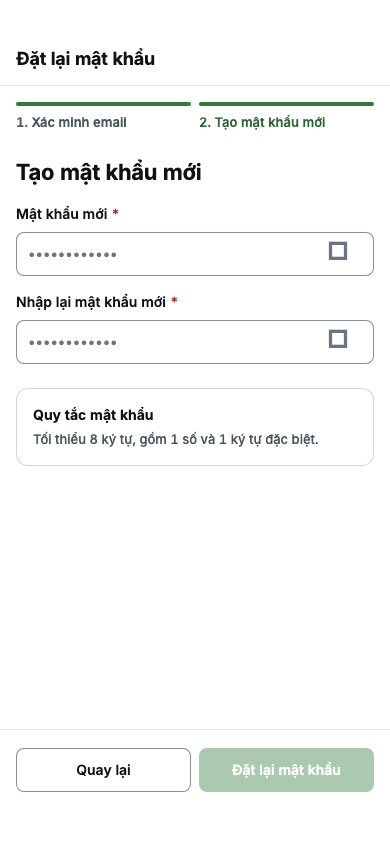 Đặt lại mật khẩu
1. Xác minh email
2. Tạo mật khẩu mới
Tạo mật khẩu mới
Mật khẩu mới *
••••••••••••
Nhập lại mật khẩu mới *
••••••••••••
Quy tắc mật khẩu
Tối thiểu 8 ký tự, gồm 1 số và 1 ký tự đặc biệt.
Quay lại
Đặt lại mật khẩu